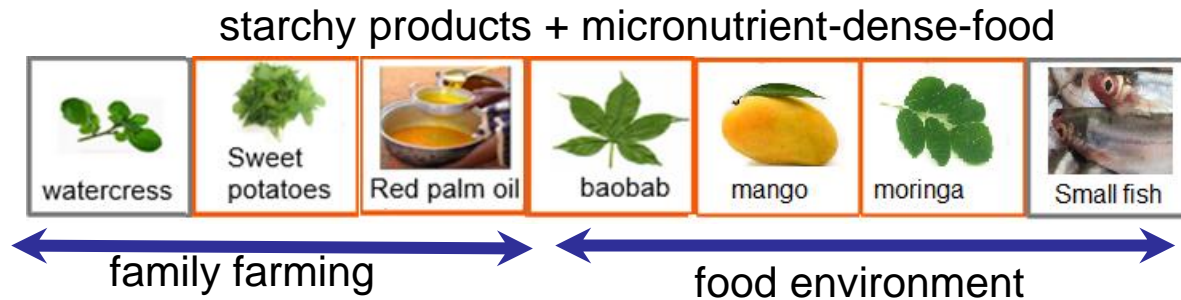 starchy products + micronutrient-dense-food
watercress
Sweet
potatoes
Red palm oil
baobab
mango
moringa
Small fish
family farming
food environment